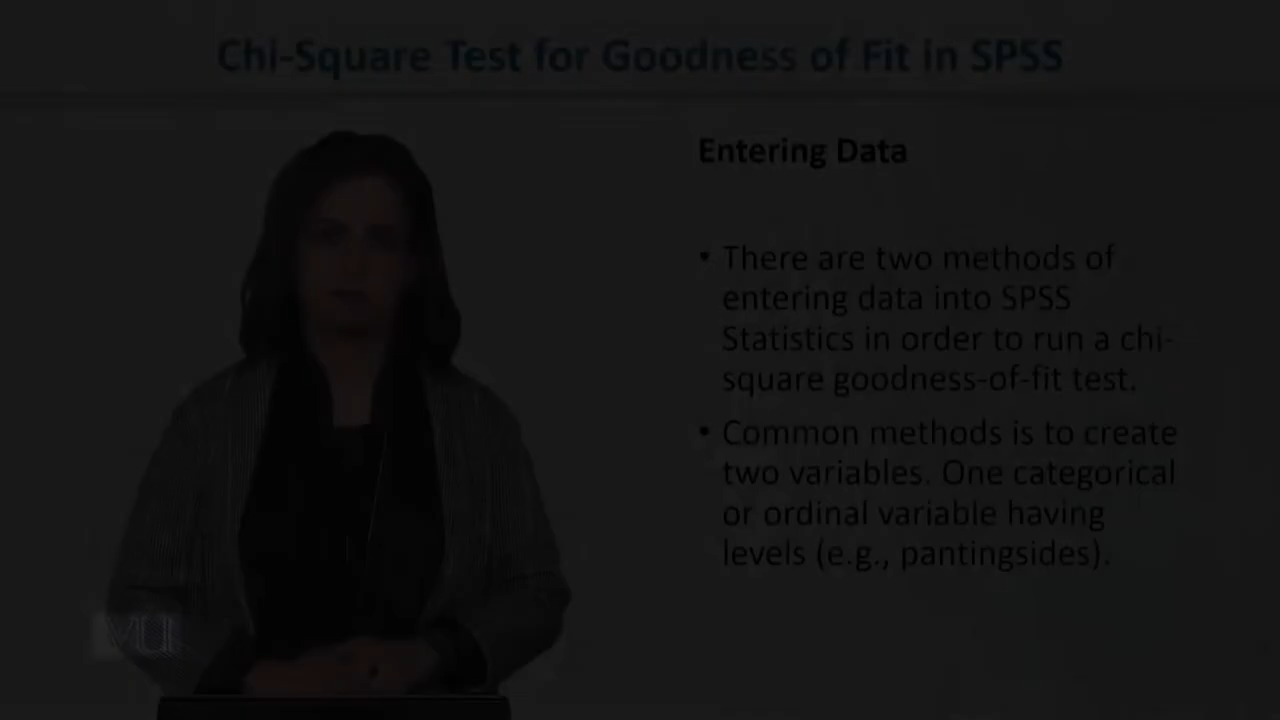 Chi-Square Test for Goodness of Fit in SPSS
Entering Data
• There are two methods of
entering data into SPSS
Statistics in order to run a chi-
square goodness-of-fit test.
• Common methods is to create
two variables. One categorical
or ordinal variable having
levels (e.g., pantingsides).
VU